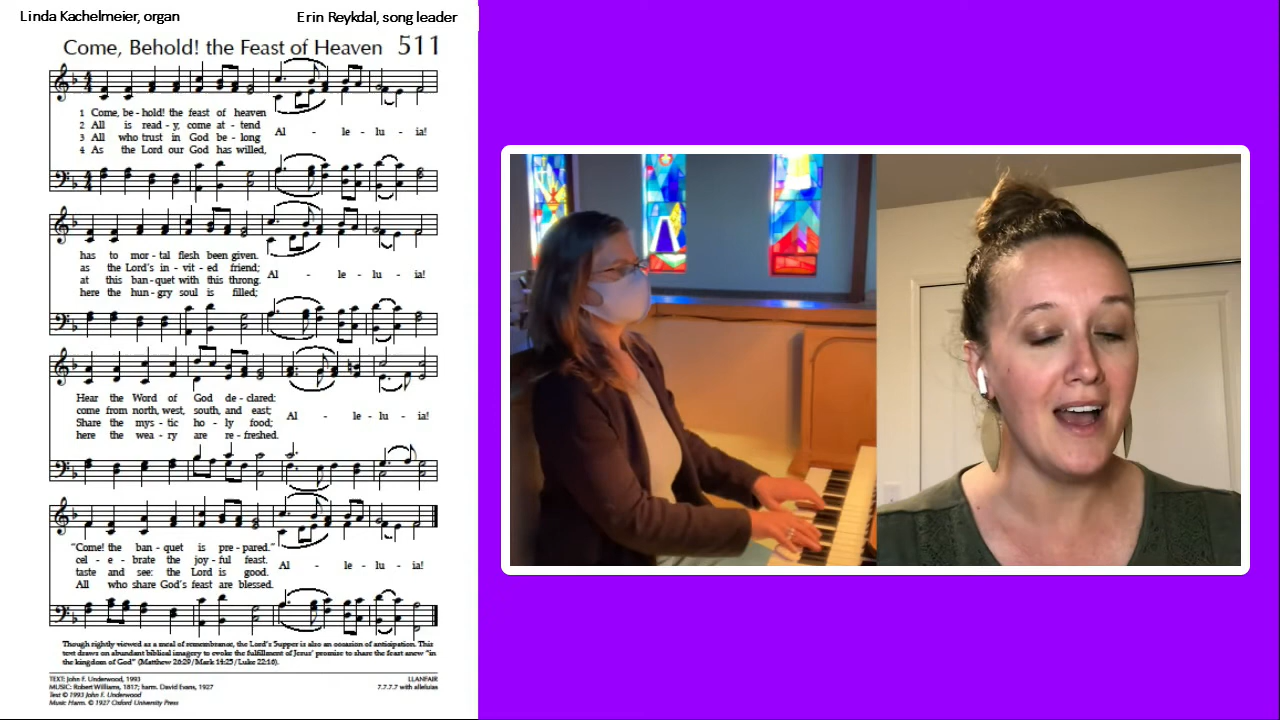 Linda Kachelmeier, organ
Erin Reykdal, song leader
Come, Behold! the Feast of Heaven 511
1 Come, be - hold! the feast of heaven
2 All is read - y, come at - tend
3 All who trust in God be - long
4 As the Lord our God has willed,
Al - le - lu - ia!
has to mor - tal flesh been given.
as the Lord's in - vit - ed friend;
at this ban - quet with this throng.
here the hun - gry soul is filled;
Al - le - lu - ia!
Hear the Word of God de - clared:
come from north, west, south, and east;
Share the mys - tic ho - ly food;
here the wea - ry are re - freshed.
Al - le - lu - ia!
"Come! the ban - quet is pre - pared."
cel - e - brate the joy - ful feast.
taste and see: the Lord is good.
All who share God's feast are blessed.
Al - le - lu - ia!
Though rightly viewed as a meal of remembrance, the Lord's Supper is also an occasion of anticipation. This
text draws on abundant biblical imagery to evoke the fulfillment of Jesus' promise to share the feast anew "in
the kingdom of God" (Matthew 26:29/Mark 14:25/Luke 22:16).
TEXT: John F. Underwood, 1993
MUSIC: Robert Williams, 1817; harm. David Evans, 1927
Text © 1993 John F. Underwood
Music Harm. © 1927 Oxford University Press
LLANFAIR
7.7.7.7 with alleluias